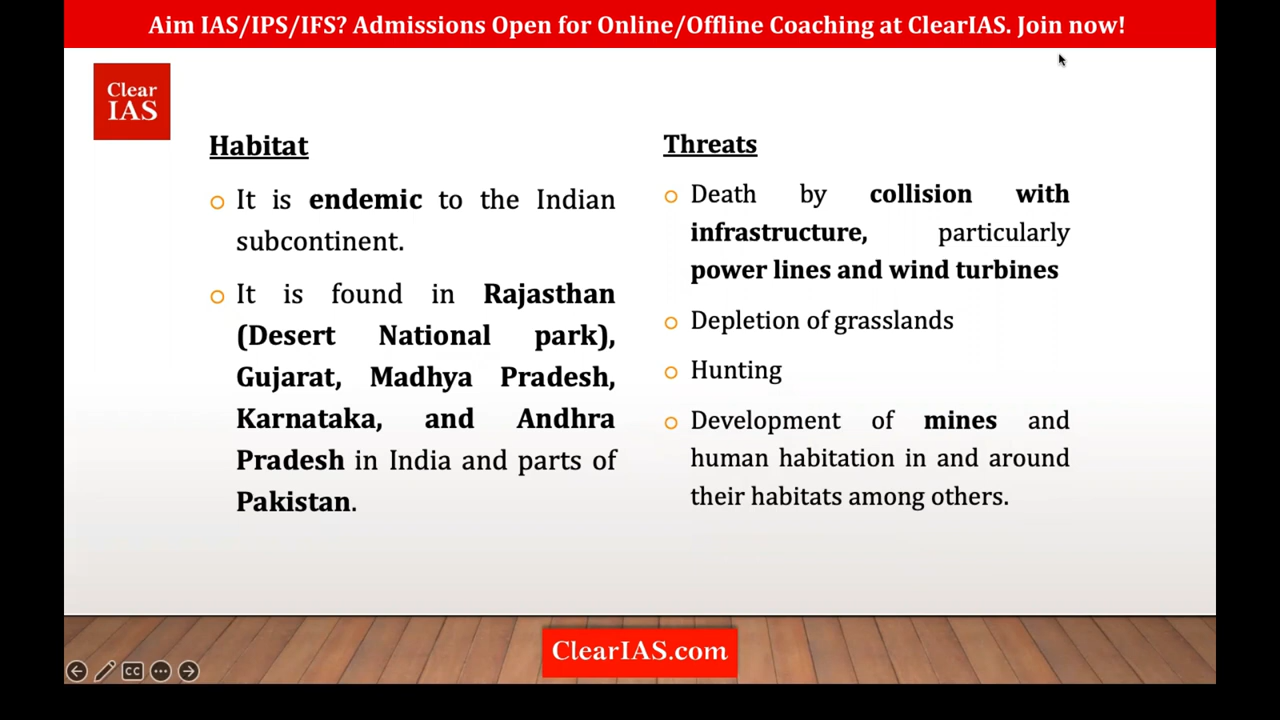 Aim IAS/IPS/IFS? Admissions Open for Online/Offline Coaching at ClearIAS. Join now!
Clear
IAS
Habitat
It is endemic to the Indian
subcontinent.
It is found in Rajasthan
(Desert National park),
Gujarat, Madhya Pradesh,
Karnataka, and Andhra
Pradesh in India and parts of
Pakistan.
Threats
Death by collision with
infrastructure, particularly
power lines and wind turbines
Depletion of grasslands
Hunting
Development of mines and
human habitation in and around
their habitats among others.
ClearIAS.com
CC